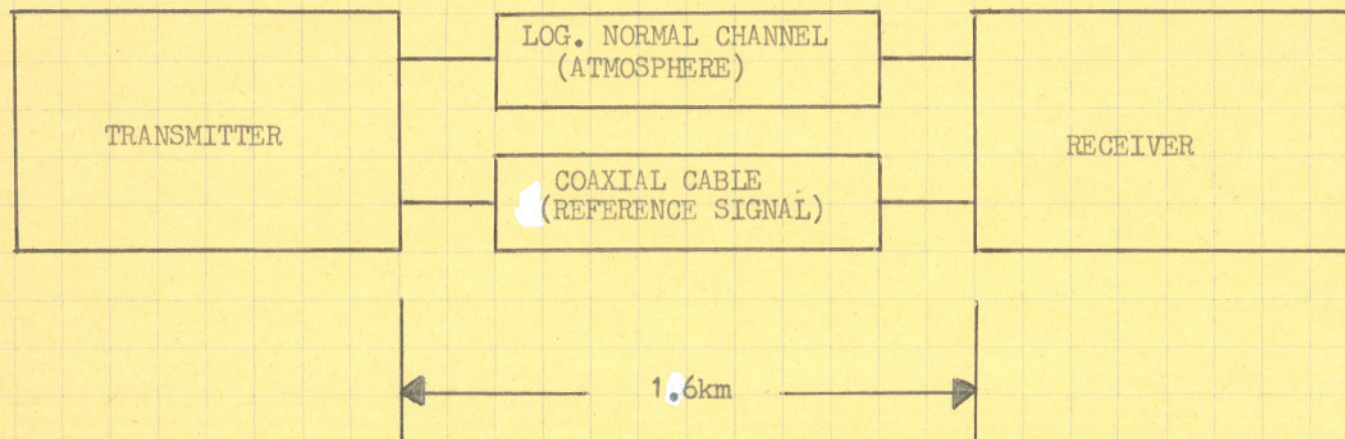 LOG. NORMAL CHANNEL
(ATMOSPHERE)
TRANSMITTER
RECEIVER
COAXIAL CABLE
(REFERENCE SIGNAL)
1.6km